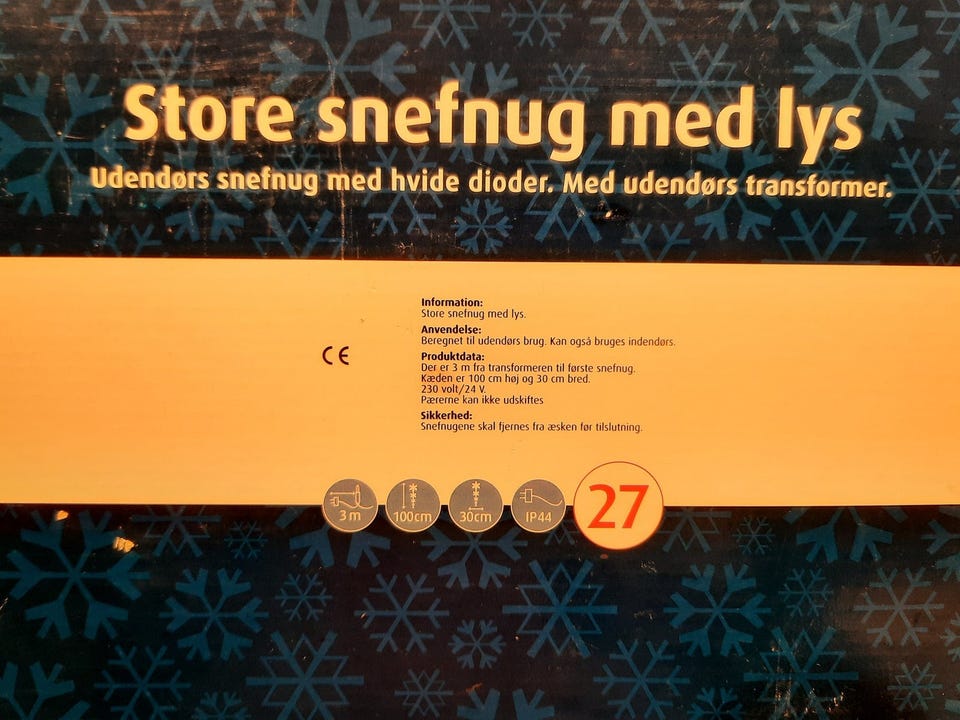 Store snefnug med lys
Udendørs snefnug med hvide dioder. Med udendørs transformer.
CE
Information:
Store snefnug med lys.
Anvendelse:
Beregnet til udendørs brug. Kan også bruges indendørs.
Produktdata:
Der er 3 m fra transformeren til første snefnug.
Kæden er 100 cm høj og 30 cm bred.
230 volt/24 V.
Pærerne kan ikke udskiftes
Sikkerhed:
Snefnugene skal fjernes fra æsken før tilslutning.
3 m
100cm
30cm
IP44
27